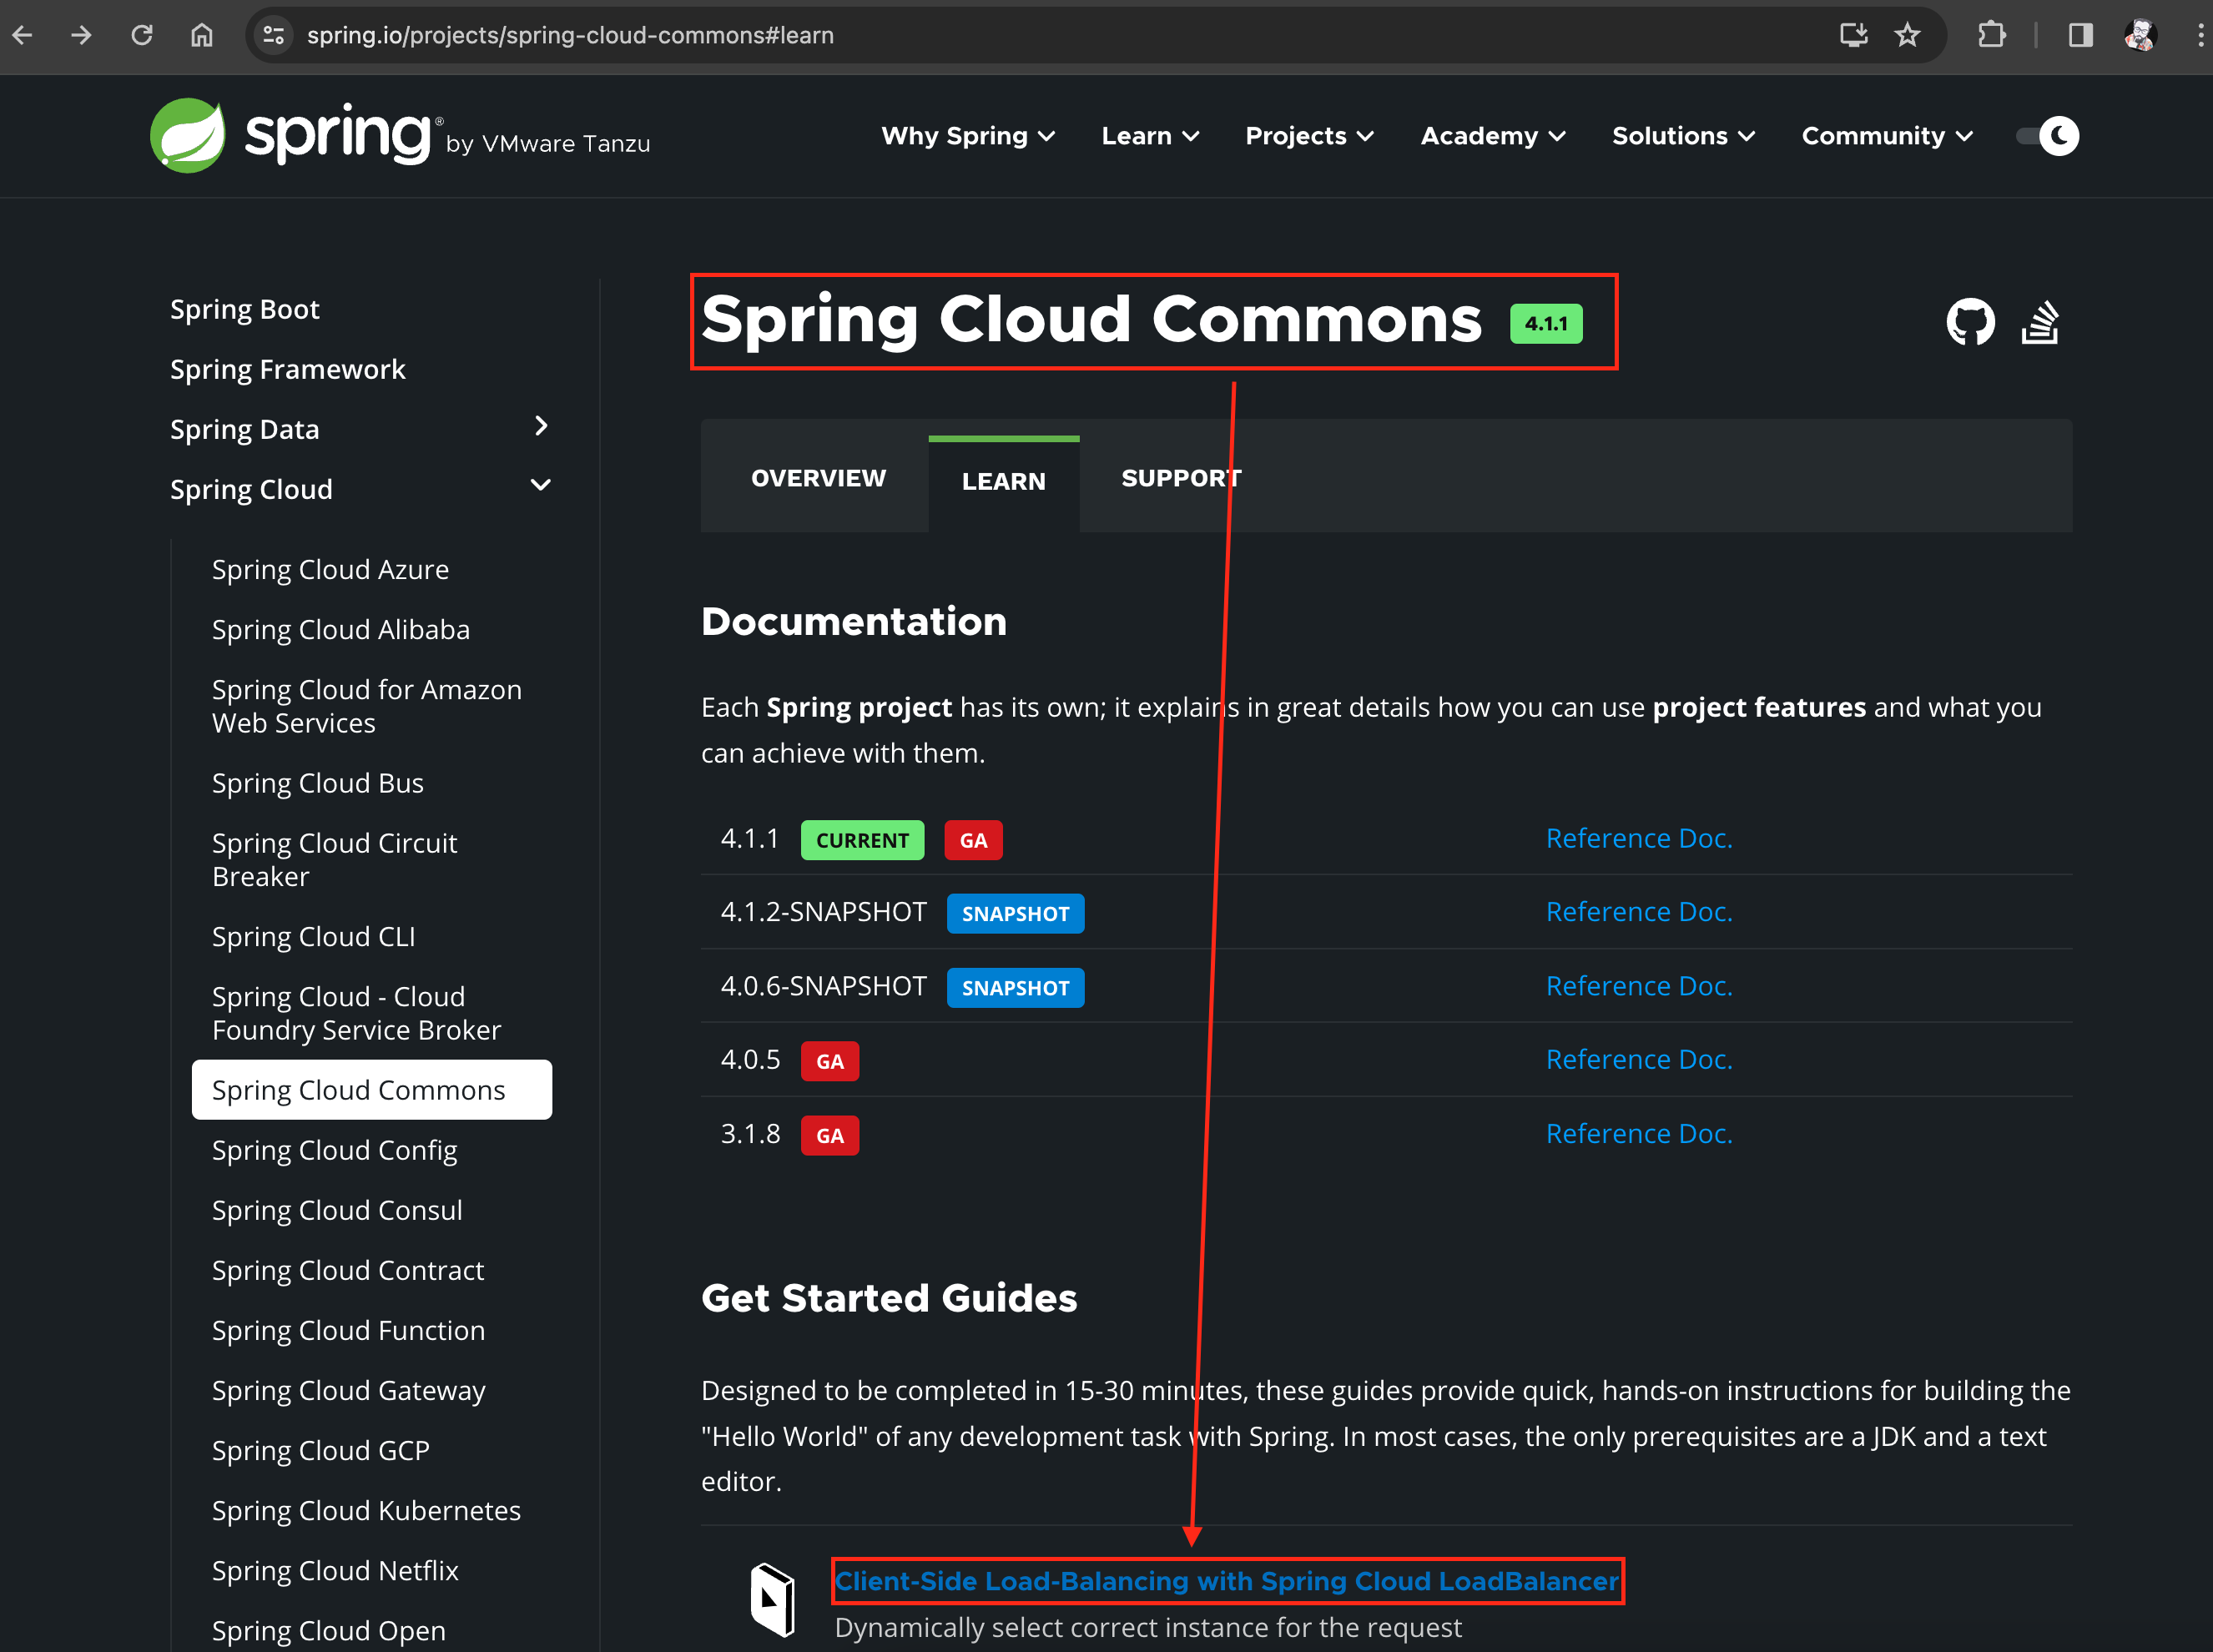 spring.io/projects/spring-cloud-commons#learn
spring® by VMware Tanzu
Why Spring
Learn
Projects
Academy
Solutions
Community
Spring Boot
Spring Framework
Spring Data
Spring Cloud
Spring Cloud Azure
Spring Cloud Alibaba
Spring Cloud for Amazon
Web Services
Spring Cloud Bus
Spring Cloud Circuit
Breaker
Spring Cloud CLI
Spring Cloud - Cloud
Foundry Service Broker
Spring Cloud Commons
Spring Cloud Config
Spring Cloud Consul
Spring Cloud Contract
Spring Cloud Function
Spring Cloud Gateway
Spring Cloud GCP
Spring Cloud Kubernetes
Spring Cloud Netflix
Spring Cloud Open
Spring Cloud Commons 4.1.1
OVERVIEW
LEARN
SUPPORT
Documentation
Each Spring project has its own; it explains in great details how you can use project features and what you
can achieve with them.
4.1.1 CURRENT GA Reference Doc.
4.1.2-SNAPSHOT SNAPSHOT Reference Doc.
4.0.6-SNAPSHOT SNAPSHOT Reference Doc.
4.0.5 GA Reference Doc.
3.1.8 GA Reference Doc.
Get Started Guides
Designed to be completed in 15-30 minutes, these guides provide quick, hands-on instructions for building the
"Hello World" of any development task with Spring. In most cases, the only prerequisites are a JDK and a text
editor.
Client-Side Load-Balancing with Spring Cloud LoadBalancer
Dynamically select correct instance for the request